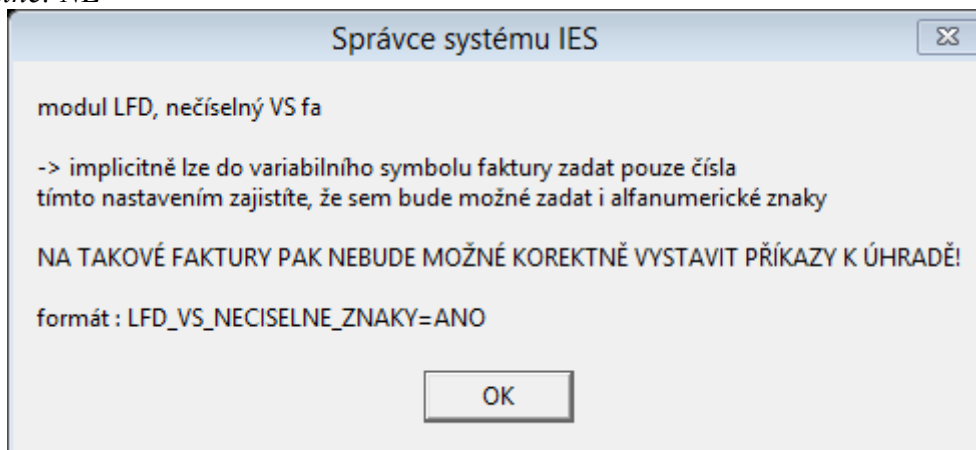 Správce systému IES
modul LFD, nečíselný VS fa
-> implicitně lze do variabilního symbolu faktury zadat pouze čísla
tímto nastavením zajistíte, že sem bude možné zadat i alfanumerické znaky
NA TAKOVÉ FAKTURY PAK NEBUDE MOŽNÉ KOREKTNĚ VYSTAVIT PŘÍKAZY K ÚHRADĚ!
formát : LFD_VS_NECISELNE_ZNAKY=ANO
OK